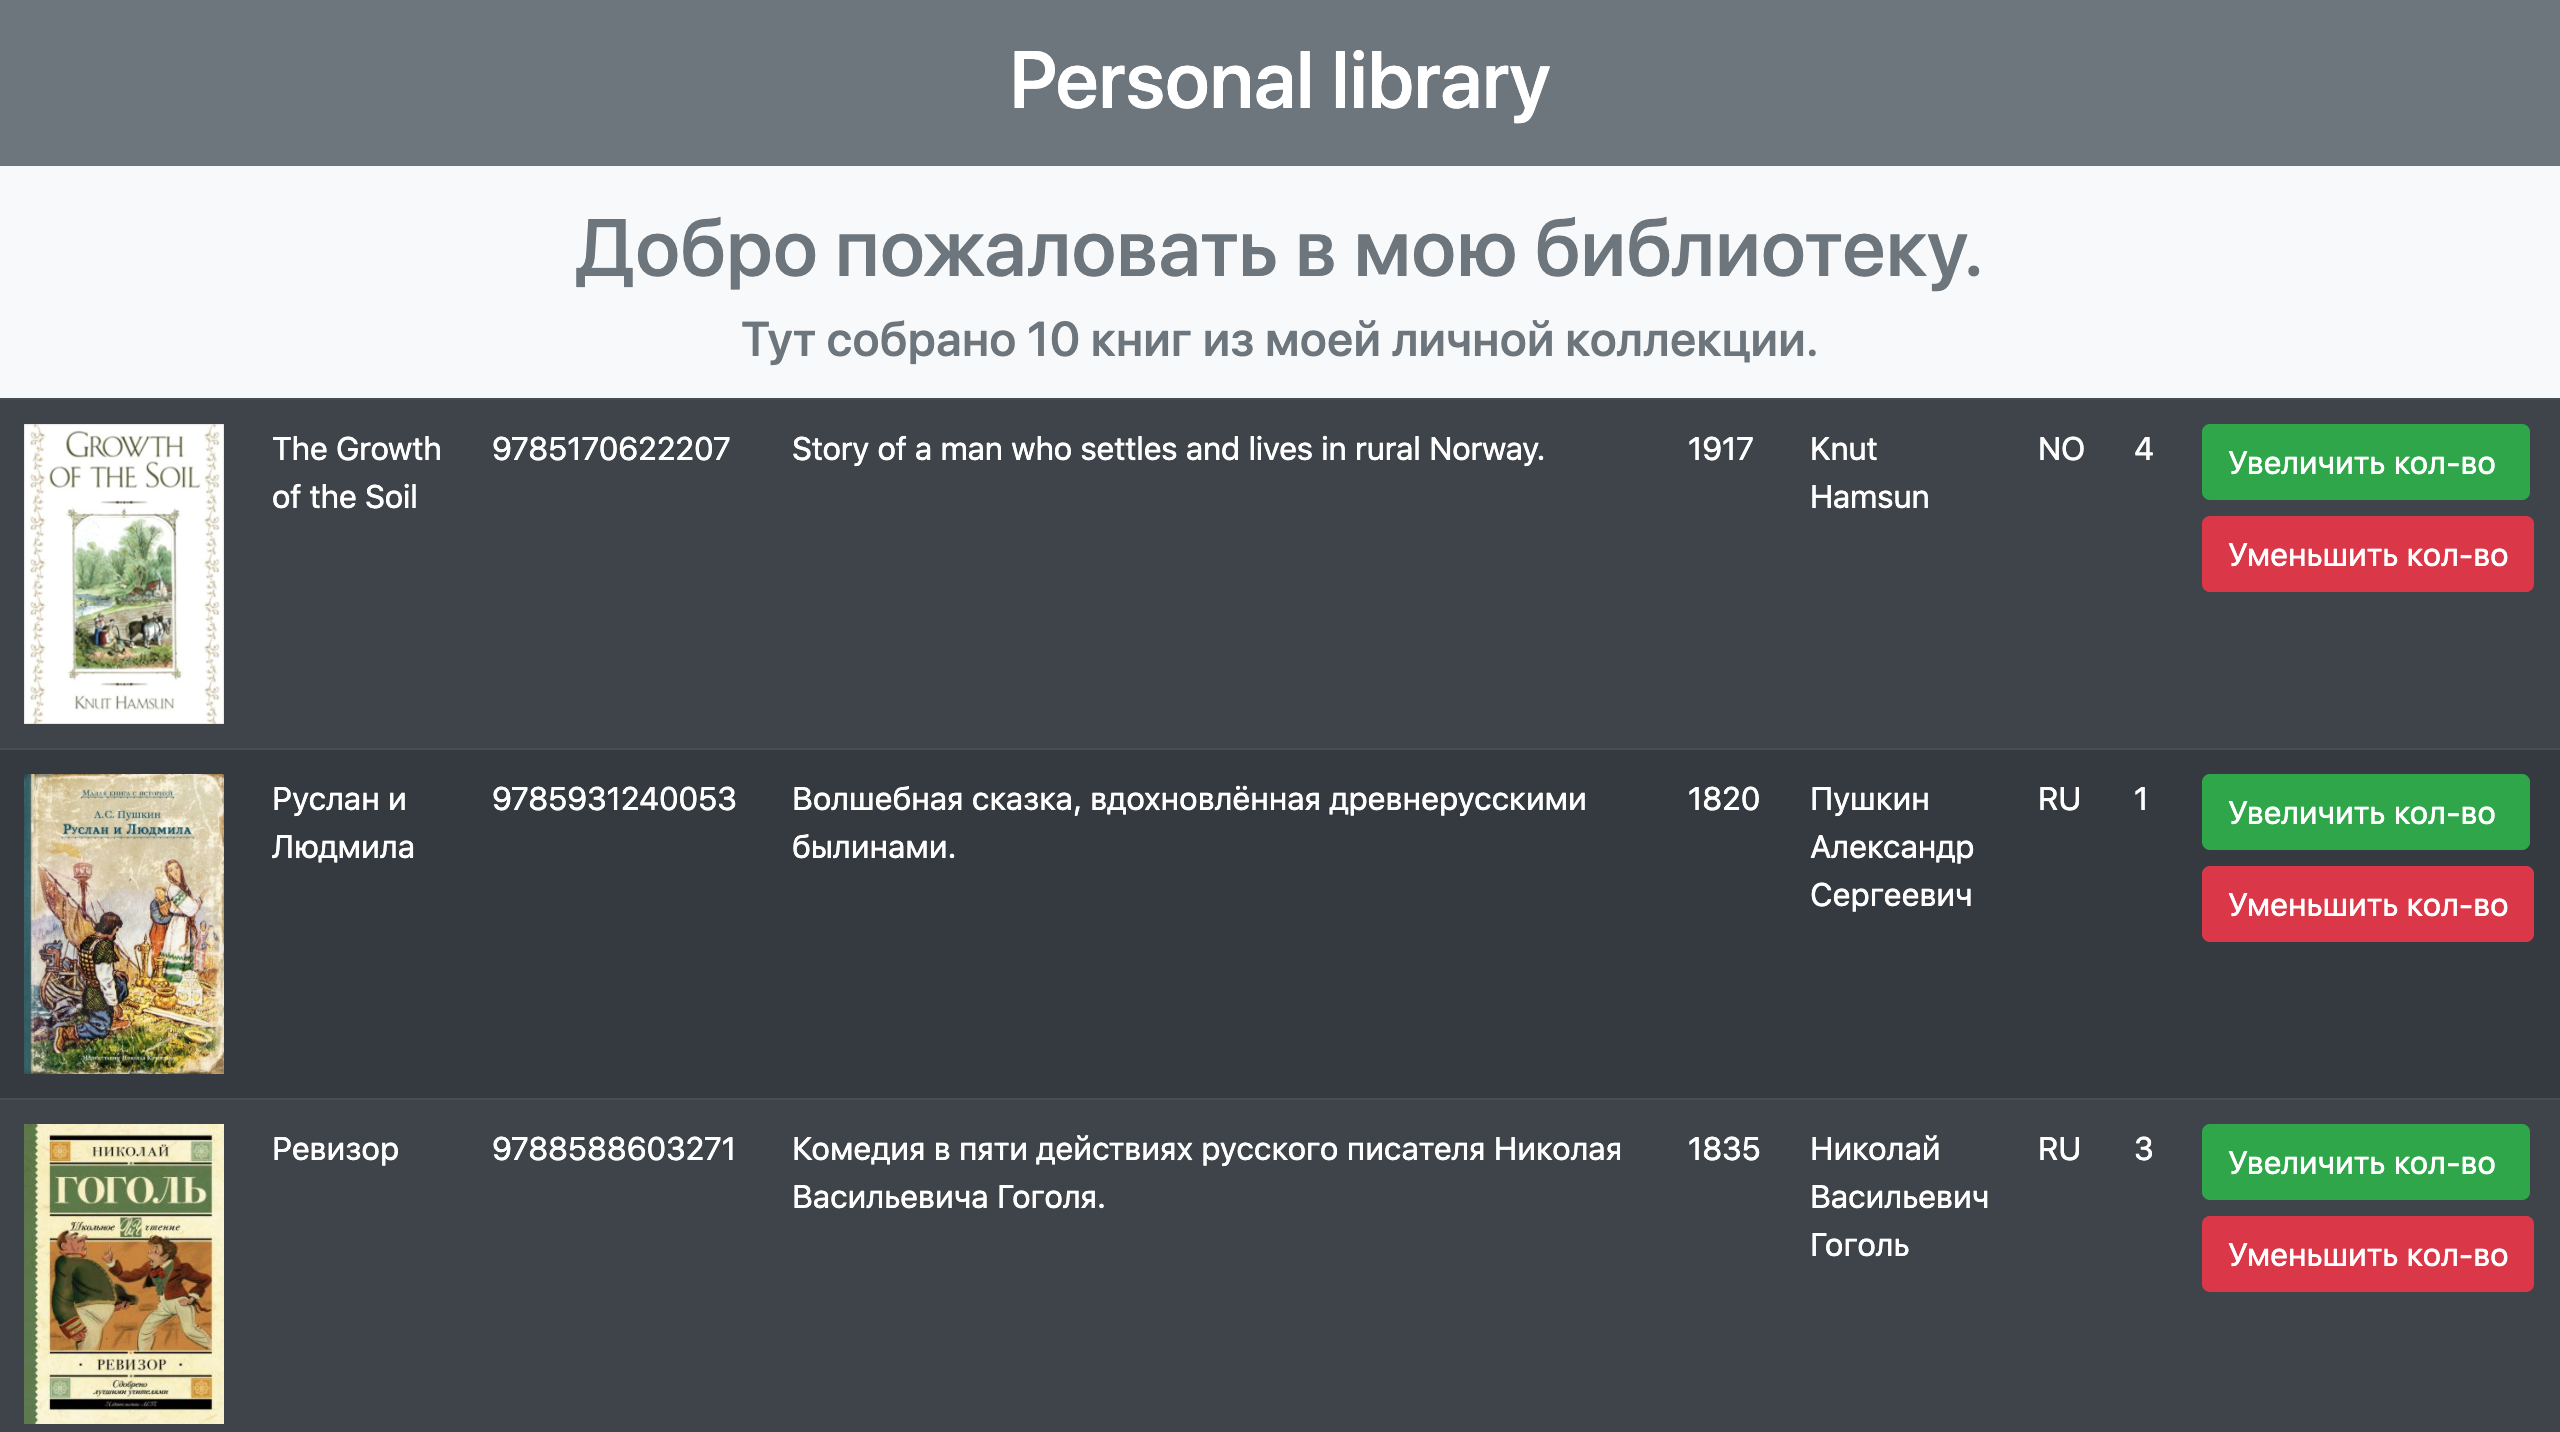 Personal library
Добро пожаловать в мою библиотеку.
Тут собрано 10 книг из моей личной коллекции.
GROWTH
OF THE SOIL
KNUT HAMSUN
The Growth
of the Soil
9785170622207
Story of a man who settles and lives in rural Norway.
1917
Knut
Hamsun
NO
4
Увеличить кол-во
Уменьшить кол-во
Малая книга с историей
А.С. Пушкин
Руслан и Людмила
Руслан и
Людмила
9785931240053
Волшебная сказка, вдохновлённая древнерусскими
былинами.
1820
Пушкин
Александр
Сергеевич
RU
1
Увеличить кол-во
Уменьшить кол-во
НИКОЛАЙ
ГОГОЛЬ
Школьное чтение
· РЕВИЗОР ·
Одобрено
лучшими учителями
Ревизор
9788588603271
Комедия в пяти действиях русского писателя Николая
Васильевича Гоголя.
1835
Николай
Васильевич
Гоголь
RU
3
Увеличить кол-во
Уменьшить кол-во